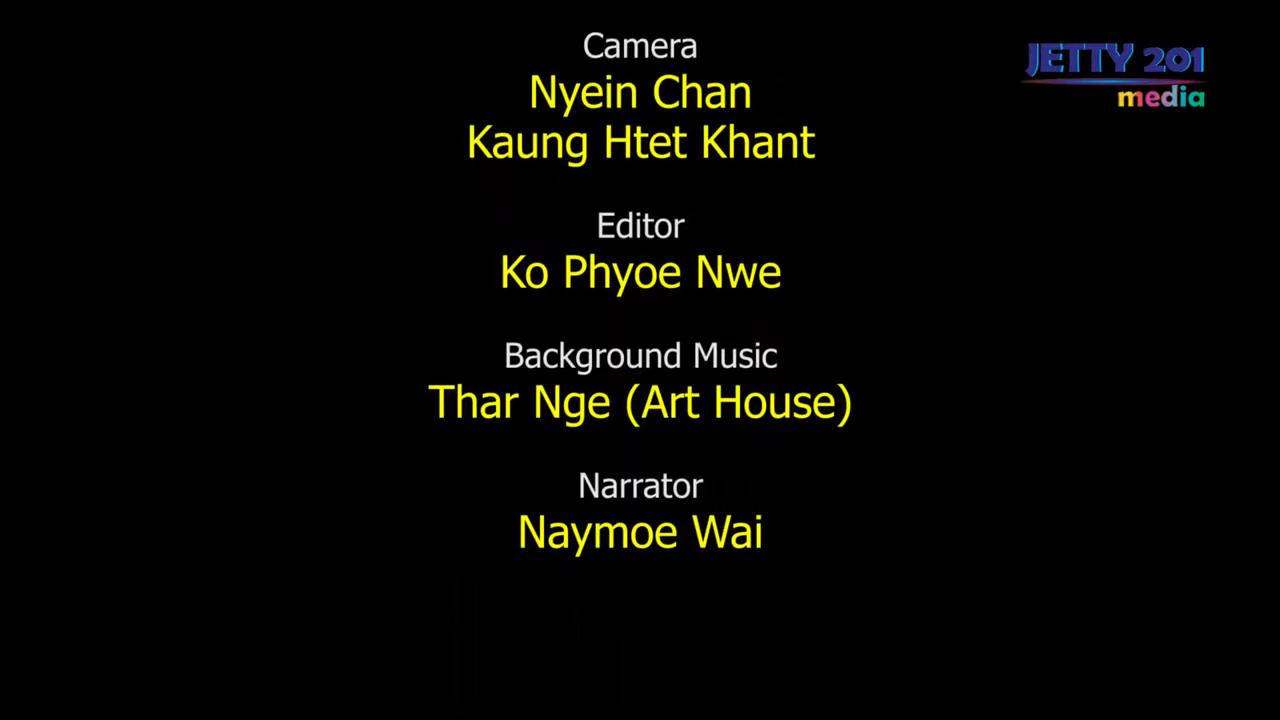 Camera
Nyein Chan
Kaung Htet Khant
Editor
Ko Phyoe Nwe
Background Music
Thar Nge (Art House)
Narrator
Naymoe Wai
JETTY 201
media